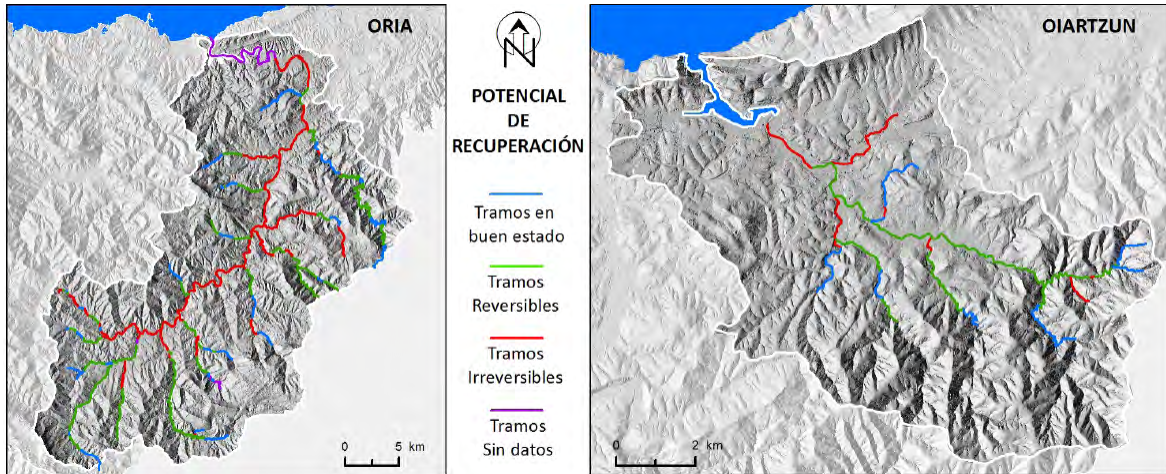 ORIA
0 5 km
N
POTENCIAL
DE
RECUPERACIÓN
Tramos en
buen estado
Tramos
Reversibles
Tramos
Irreversibles
Tramos
Sin datos
OIARTZUN
0 2 km